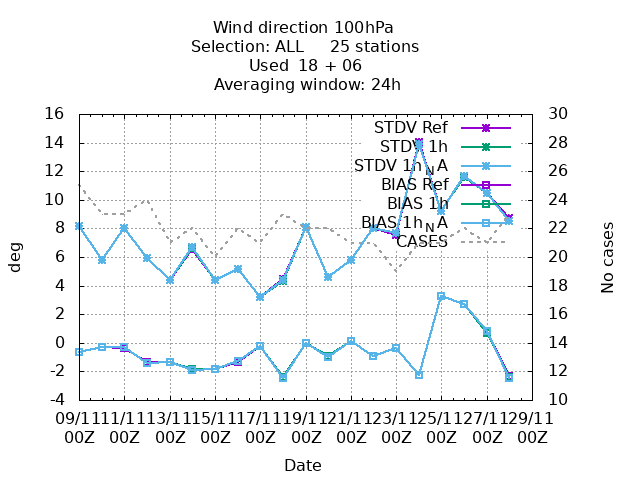 Wind direction 100hPa
Selection: ALL 25 stations
Used 18 + 06
Averaging window: 24h
16
14
12
10
8
6
4
2
0
-2
-4
30
28
26
24
22
20
18
16
14
12
10
deg
No cases
STDV Ref
STDV 1h
STDV 1h_NA
BIAS Ref
BIAS 1h
BIAS 1h_NA
CASES
09/11 11/11 13/11 15/11 17/11 19/11 21/11 23/11 25/11 27/11 29/11
00Z 00Z 00Z 00Z 00Z 00Z 00Z 00Z 00Z 00Z 00Z
Date